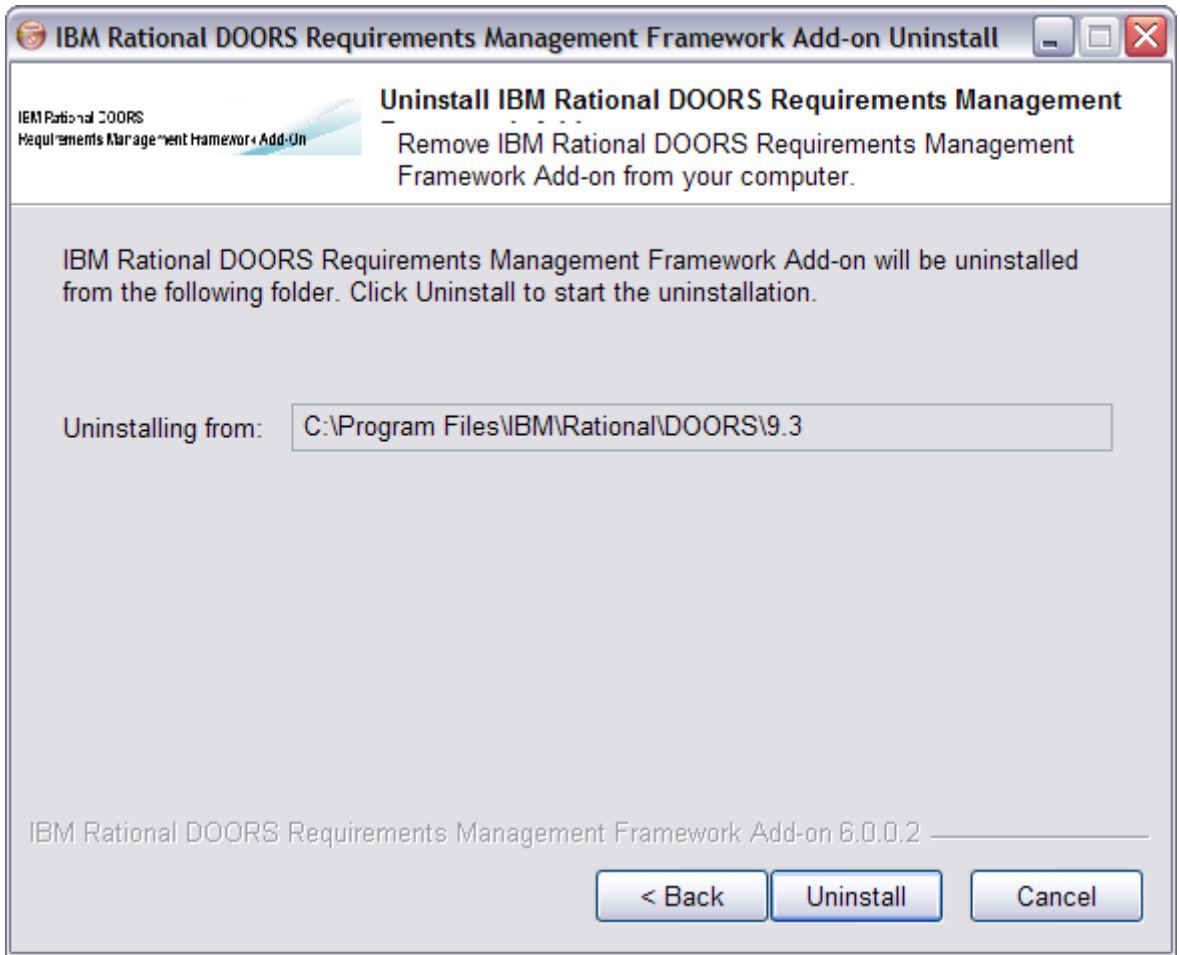 IBM Rational DOORS Requirements Management Framework Add-on Uninstall
IBM Rational DOORS
Requirements Management Framework Add-On
Uninstall IBM Rational DOORS Requirements Management
Remove IBM Rational DOORS Requirements Management
Framework Add-on from your computer.
IBM Rational DOORS Requirements Management Framework Add-on will be uninstalled
from the following folder. Click Uninstall to start the uninstallation.
Uninstalling from: C:\Program Files\IBM\Rational\DOORS\9.3
IBM Rational DOORS Requirements Management Framework Add-on 6.0.0.2
< Back Uninstall Cancel